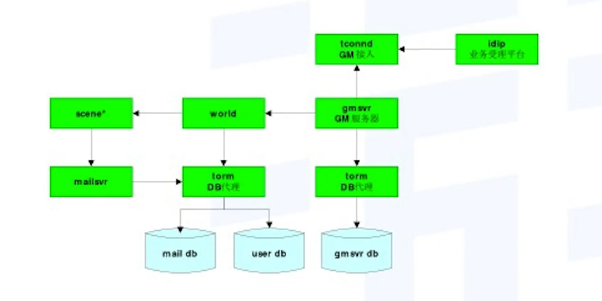 tconnd
GM 接入
idip
业务受理平台
scene*
world
gmsvr
GM 服务器
mailsvr
torm
DB代理
torm
DB代理
mail db
user db
gmsvr db